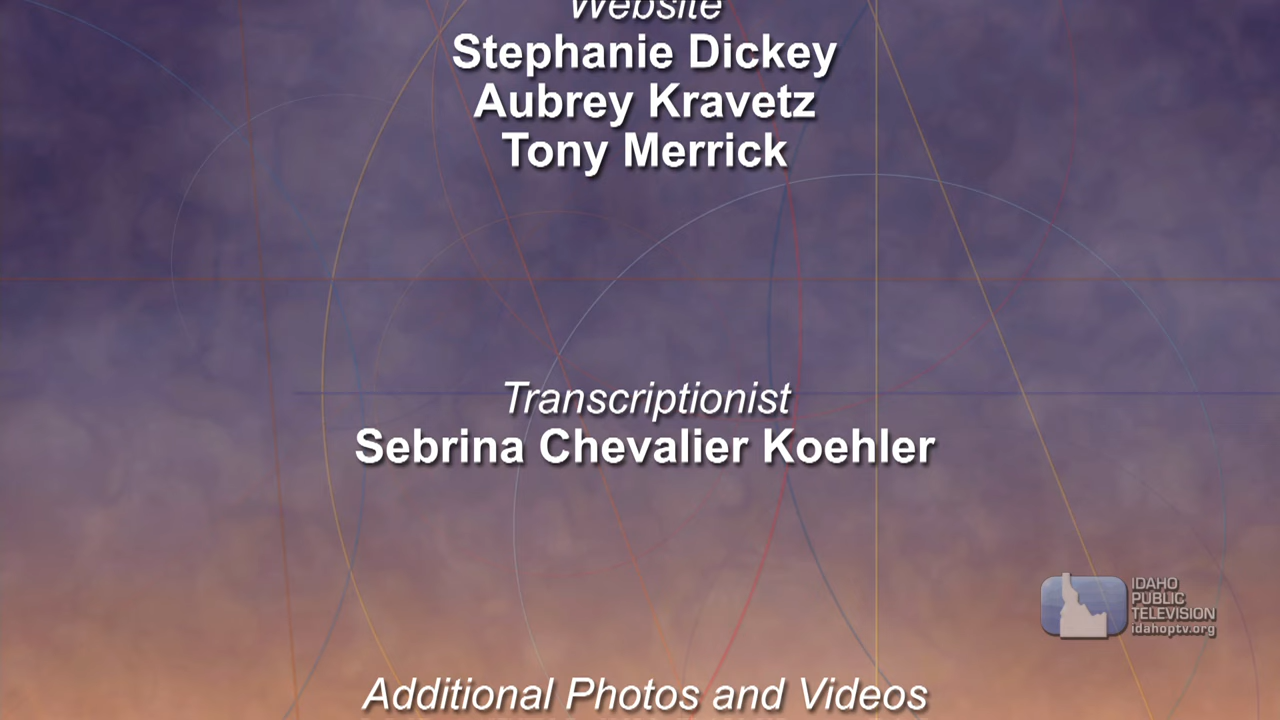 Website
Stephanie Dickey
Aubrey Kravetz
Tony Merrick
Transcriptionist
Sebrina Chevalier Koehler
IDAHO
PUBLIC
TELEVISION
idahoptv.org
Additional Photos and Videos